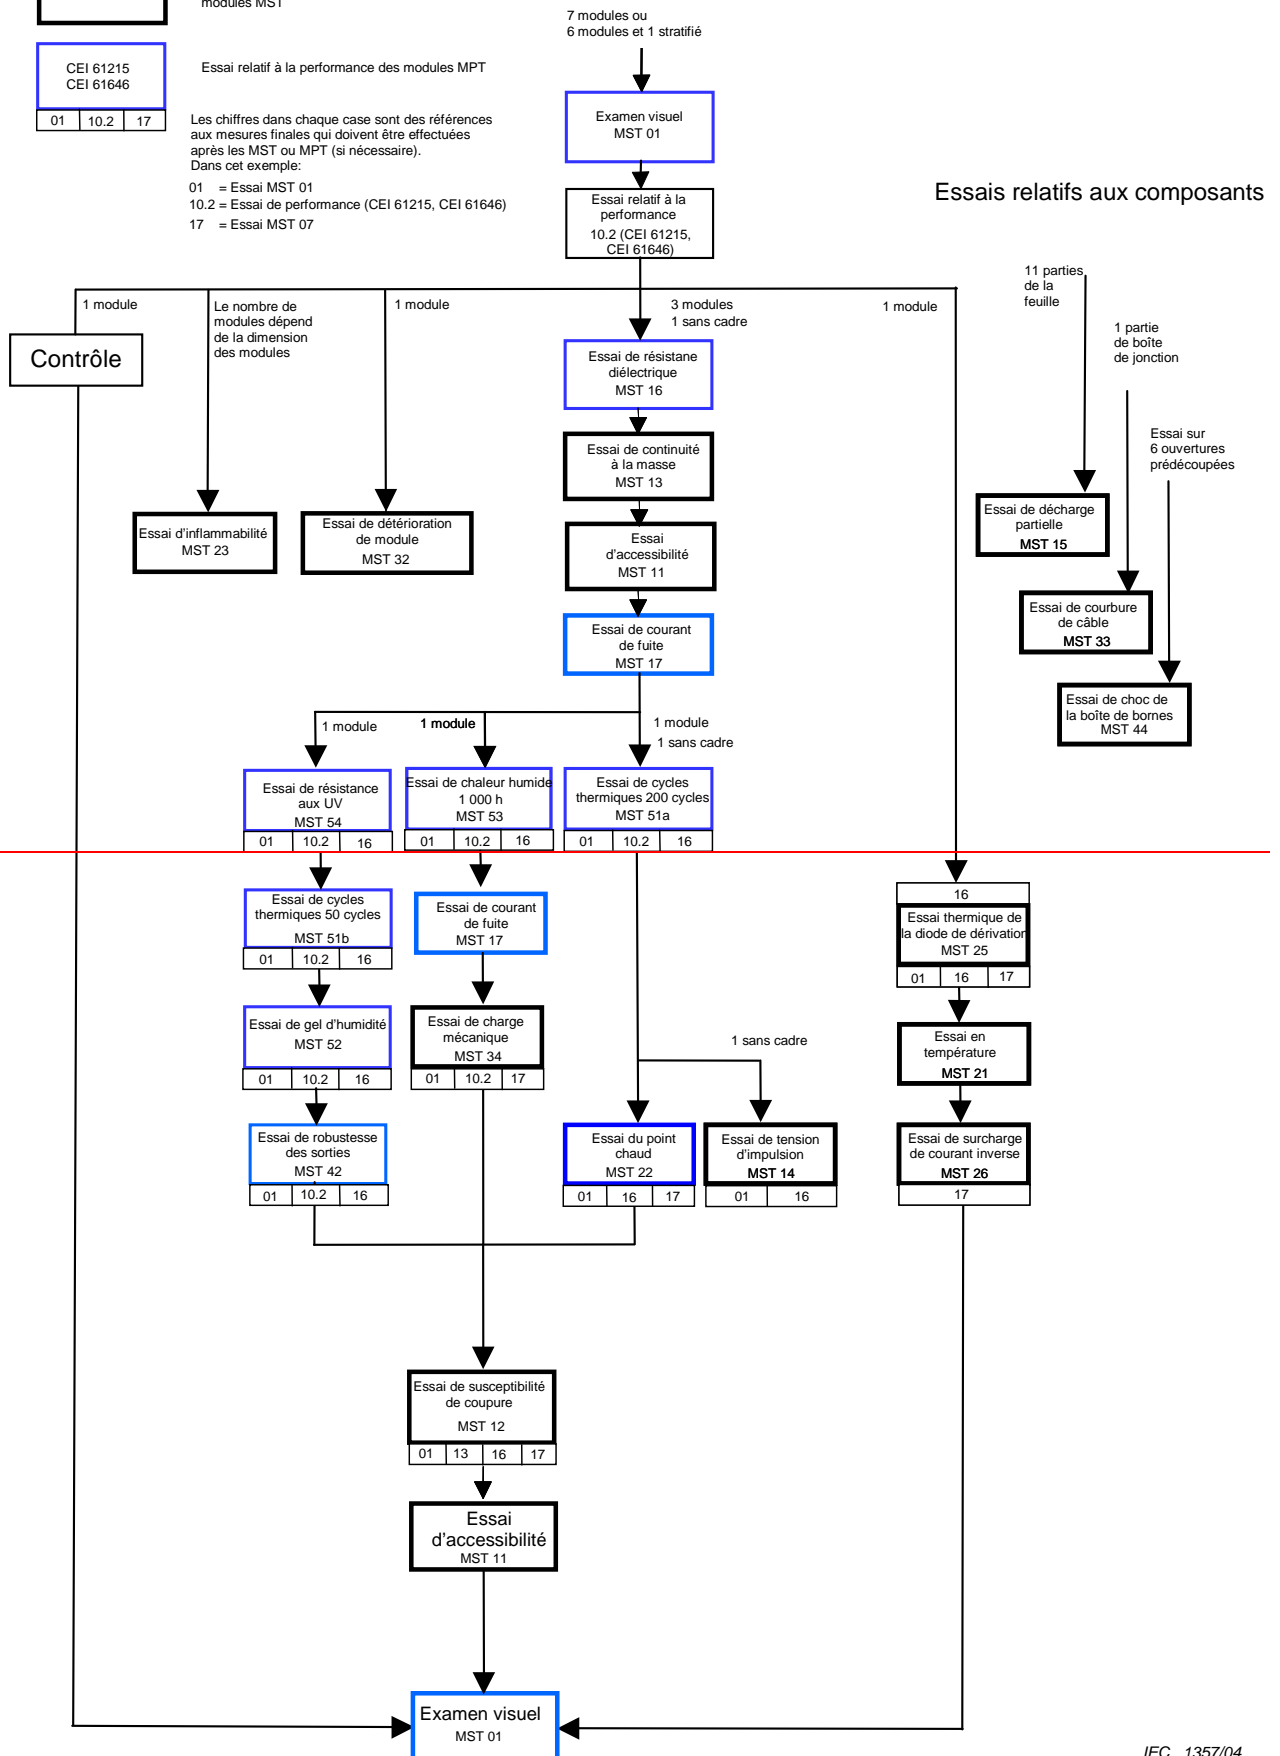 modules MST
CEI 61215
CEI 61646
Essai relatif à la performance des modules MPT
01 10.2 17
Les chiffres dans chaque case sont des références
aux mesures finales qui doivent être effectuées
après les MST ou MPT (si nécessaire).
Dans cet exemple:
01 = Essai MST 01
10.2 = Essai de performance (CEI 61215, CEI 61646)
17 = Essai MST 07
7 modules ou
6 modules et 1 stratifié
Examen visuel
MST 01
Essai relatif à la
performance
10.2 (CEI 61215,
CEI 61646)
Essais relatifs aux composants
1 module
Le nombre de
modules dépend
de la dimension
des modules
1 module
3 modules
1 sans cadre
1 module
11 parties
de la
feuille
1 partie
de boîte
de jonction
Essai sur
6 ouvertures
prédécoupées
Contrôle
Essai de résistane
diélectrique
MST 16
Essai de continuité
à la masse
MST 13
Essai d'inflammabilité
MST 23
Essai de détérioration
de module
MST 32
Essai
d'accessibilité
MST 11
Essai de décharge
partielle
MST 15
Essai de courbure
de câble
MST 33
Essai de choc de
la boîte de bornes
MST 44
Essai de courant
de fuite
MST 17
1 module
1 module
1 module
1 sans cadre
Essai de résistance
aux UV
MST 54
01 10.2 16
Essai de chaleur humide
1 000 h
MST 53
01 10.2 16
Essai de cycles
thermiques 200 cycles
MST 51a
01 10.2 16
Essai de cycles
thermiques 50 cycles
MST 51b
01 10.2 16
Essai de courant
de fuite
MST 17
16
Essai thermique de
la diode de dérivation
MST 25
01 16 17
Essai de gel d'humidité
MST 52
01 10.2 16
Essai de charge
mécanique
MST 34
01 10.2 17
1 sans cadre
Essai en
température
MST 21
Essai de robustesse
des sorties
MST 42
01 10.2 16
Essai du point
chaud
MST 22
01 16 17
Essai de tension
d'impulsion
MST 14
01 16
Essai de surcharge
de courant inverse
MST 26
17
Essai de susceptibilité
de coupure
MST 12
01 13 16 17
Essai
d'accessibilité
MST 11
Examen visuel
MST 01
IEC 1357/04